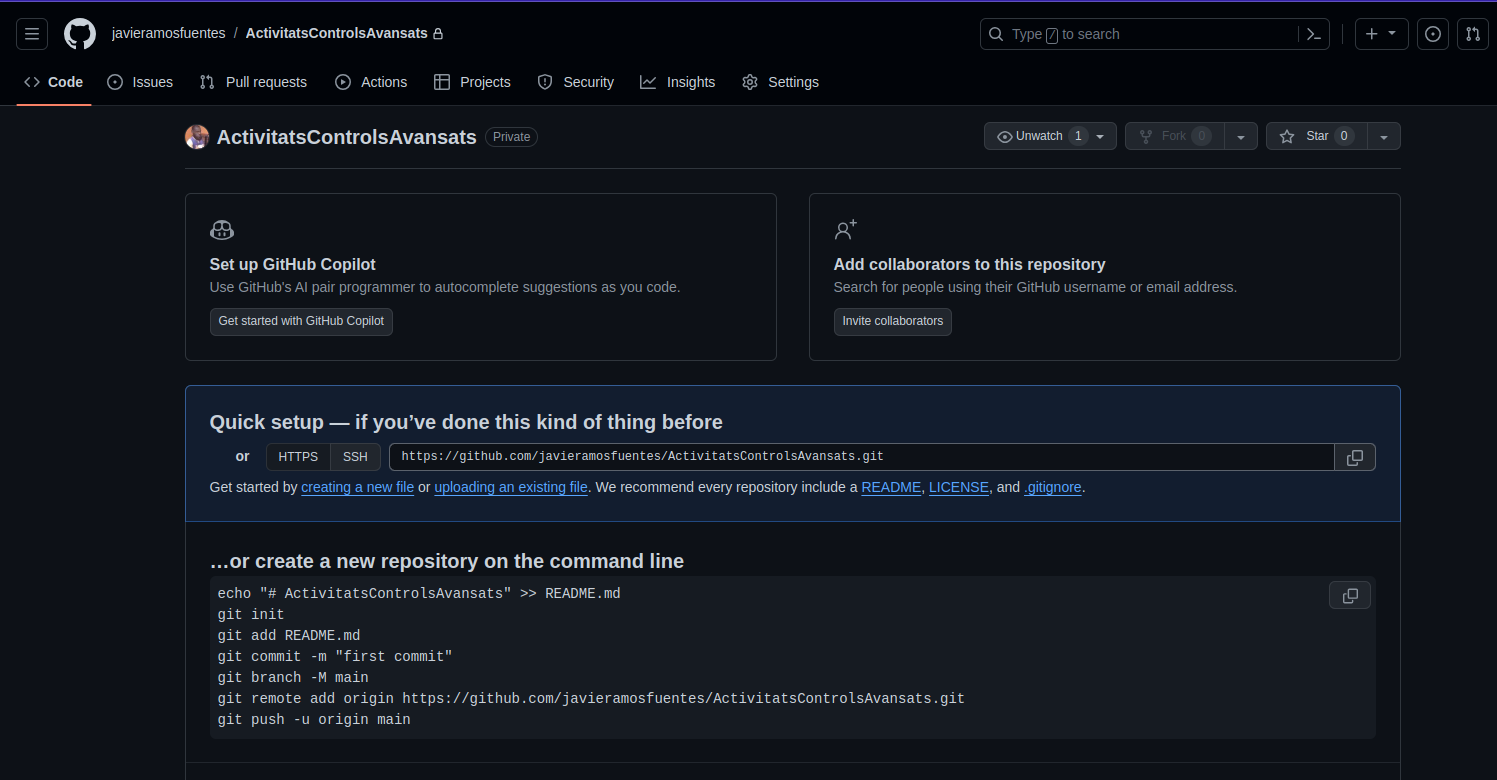 javieramosfuentes / ActivitatsControlsAvansats
Type / to search
Code Issues Pull requests Actions Projects Security Insights Settings
ActivitatsControlsAvansats Private
Unwatch 1 Fork 0 Star 0
Set up GitHub Copilot
Use GitHub's AI pair programmer to autocomplete suggestions as you code.
Get started with GitHub Copilot
Add collaborators to this repository
Search for people using their GitHub username or email address.
Invite collaborators
Quick setup — if you’ve done this kind of thing before
or HTTPS SSH https://github.com/javieramosfuentes/ActivitatsControlsAvansats.git
Get started by creating a new file or uploading an existing file. We recommend every repository include a README, LICENSE, and .gitignore.
…or create a new repository on the command line
echo "# ActivitatsControlsAvansats" >> README.md
git init
git add README.md
git commit -m "first commit"
git branch -M main
git remote add origin https://github.com/javieramosfuentes/ActivitatsControlsAvansats.git
git push -u origin main